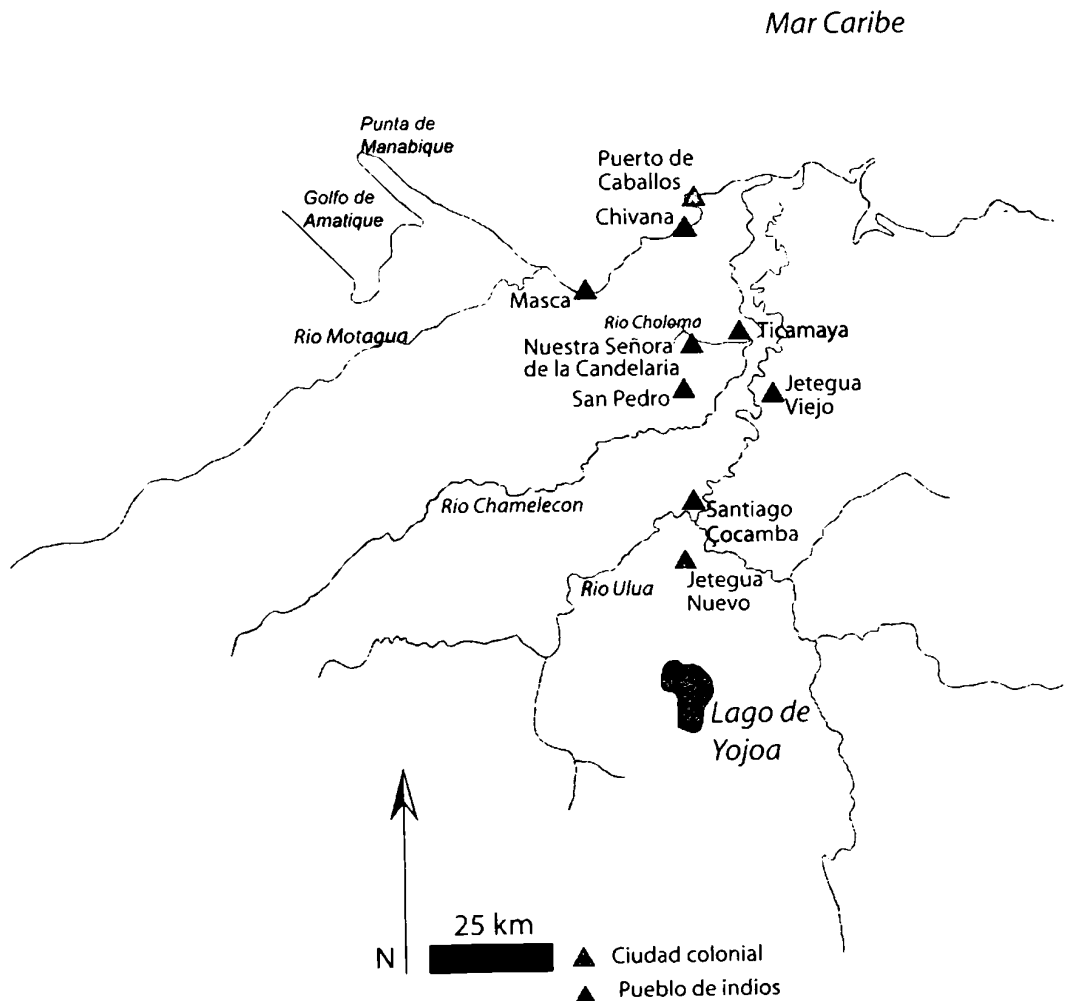 Mar Caribe
Punta de
Manabique
Puerto de
Caballos
Golfo de
Amatique
Chivana
Masca
Rio Motagua
Rio Choloma
Ticamaya
Nuestra Señora
de la Candelaria
San Pedro
Jetegua
Viejo
Rio Chamelecon
Santiago
Çocamba
Rio Ulua
Jetegua
Nuevo
Lago de
Yojoa
25 km
N
Ciudad colonial
Pueblo de indios